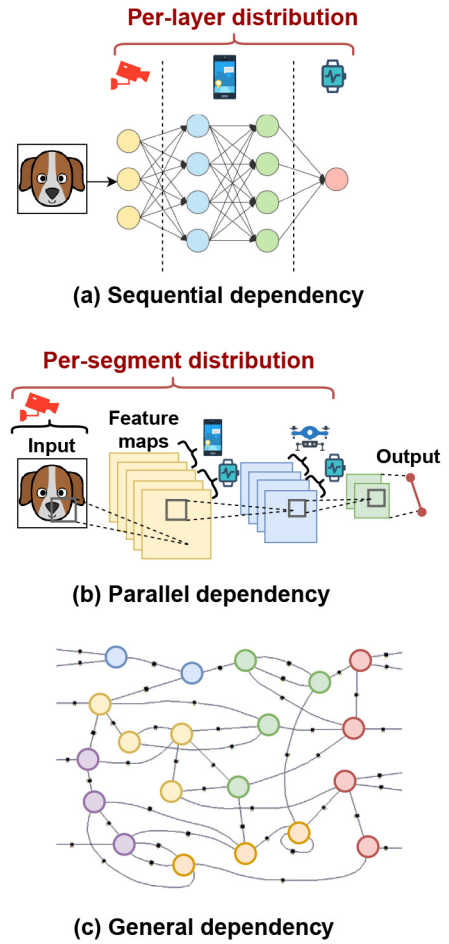 Per-layer distribution
(a) Sequential dependency
Per-segment distribution
Input
Feature
maps
Output
(b) Parallel dependency
(c) General dependency